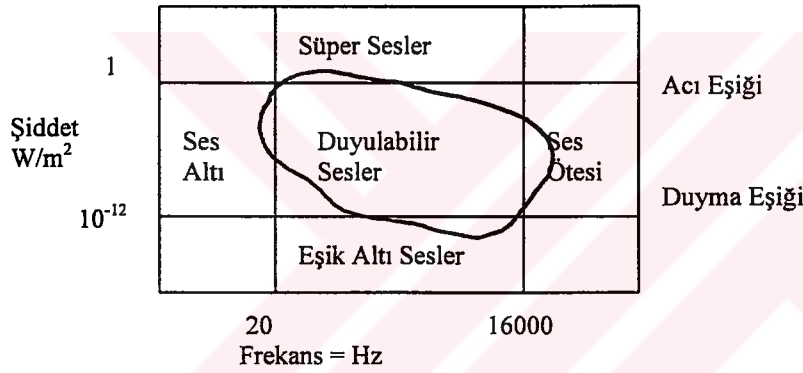 Süper Sesler
1
Acı Eşiği
Şiddet
W/m²
Ses
Altı
Duyulabilir
Sesler
Ses
Ötesi
10⁻¹²
Duyma Eşiği
Eşik Altı Sesler
20
16000
Frekans = Hz